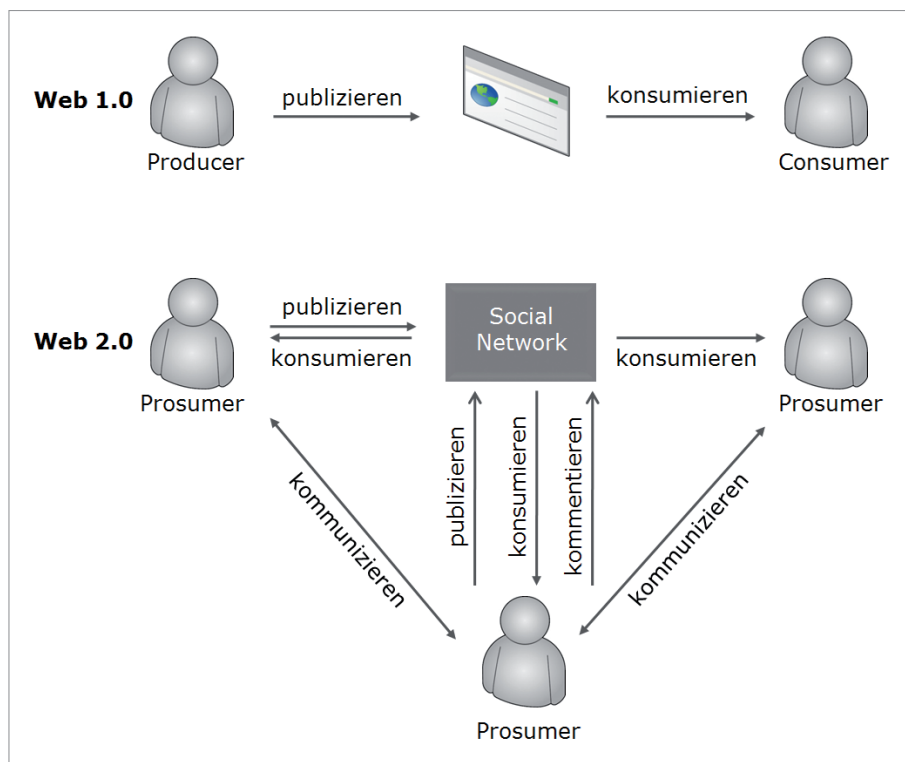 Web 1.0
publizieren
konsumieren
Producer
Consumer
Web 2.0
publizieren
konsumieren
Social
Network
konsumieren
Prosumer
Prosumer
kommunizieren
publizieren
konsumieren
kommentieren
kommunizieren
Prosumer